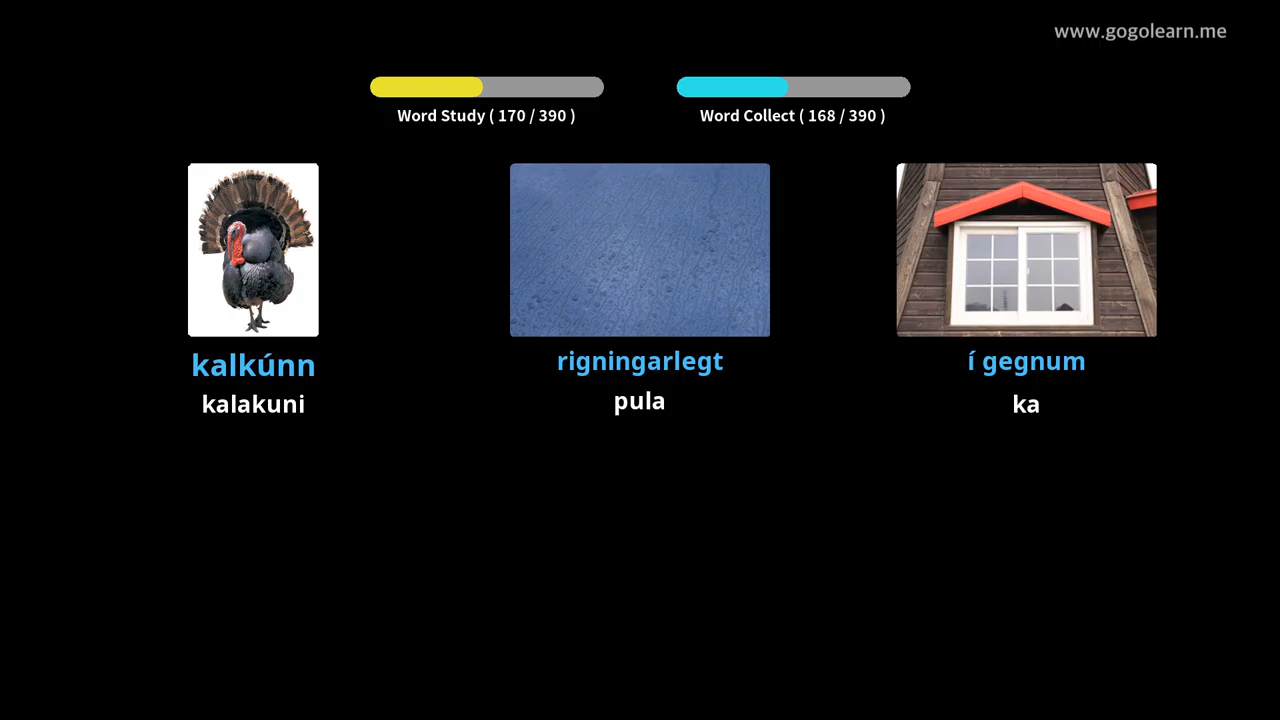 www.gogolearn.me
Word Study ( 170 / 390 )
Word Collect ( 168 / 390 )
kalkúnn
kalakuni
rigningarlegt
pula
í gegnum
ka